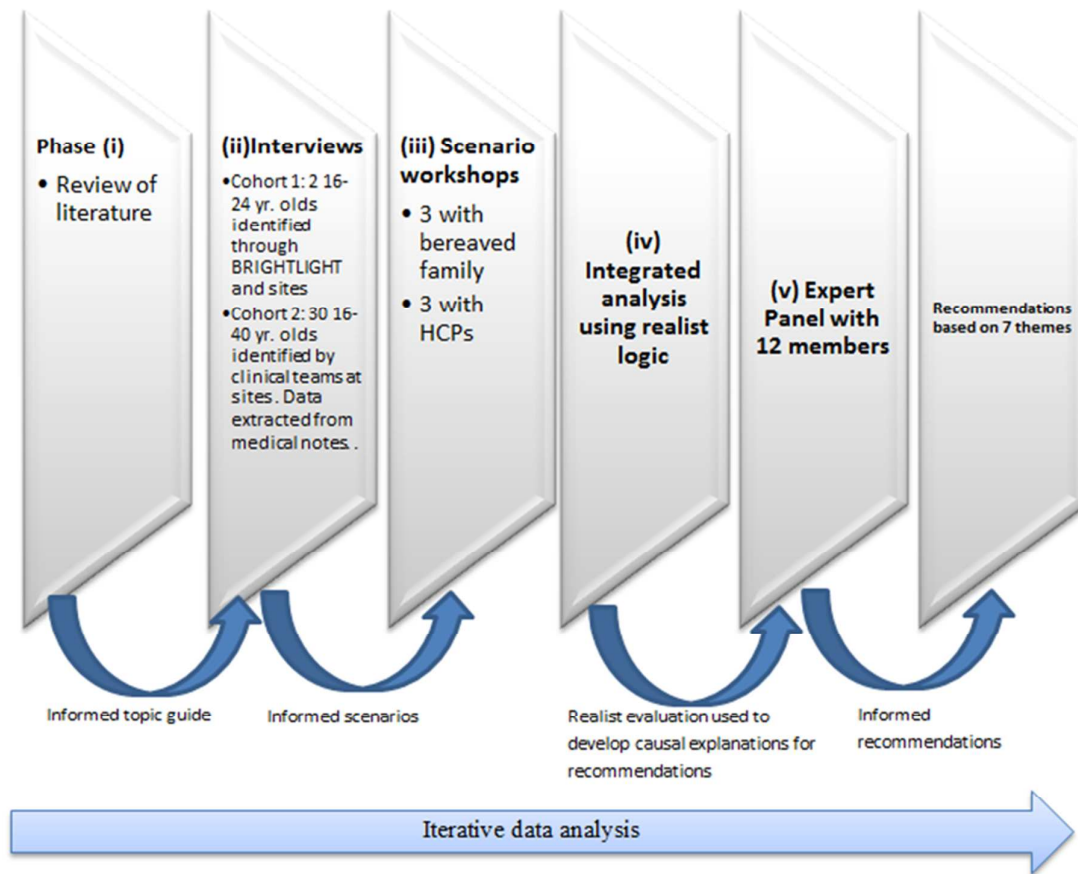 Phase (i)
• Review of
literature
(ii)Interviews
•Cohort 1: 2 16-
24 yr. olds
identified
through
BRIGHTLIGHT
and sites
•Cohort 2: 30 16-
40 yr. olds
identified by
clinical teams at
sites. Data
extracted from
medical notes. .
(iii) Scenario
workshops
• 3 with
bereaved
family
• 3 with
HCPs
(iv)
Integrated
analysis
using realist
logic
(v) Expert
Panel with
12 members
Recommendations
based on 7 themes
Informed topic guide
Informed scenarios
Realist evaluation used to
develop causal explanations for
recommendations
Informed
recommendations
Iterative data analysis